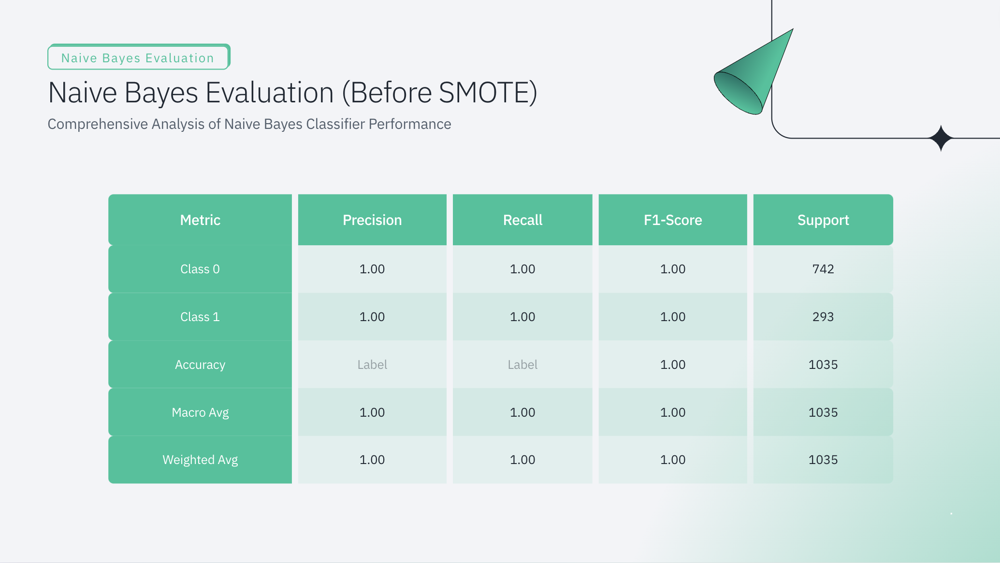 Naive Bayes Evaluation
Naive Bayes Evaluation (Before SMOTE)
Comprehensive Analysis of Naive Bayes Classifier Performance
Metric Precision Recall F1-Score Support
Class 0 1.00 1.00 1.00 742
Class 1 1.00 1.00 1.00 293
Accuracy Label Label 1.00 1035
Macro Avg 1.00 1.00 1.00 1035
Weighted Avg 1.00 1.00 1.00 1035